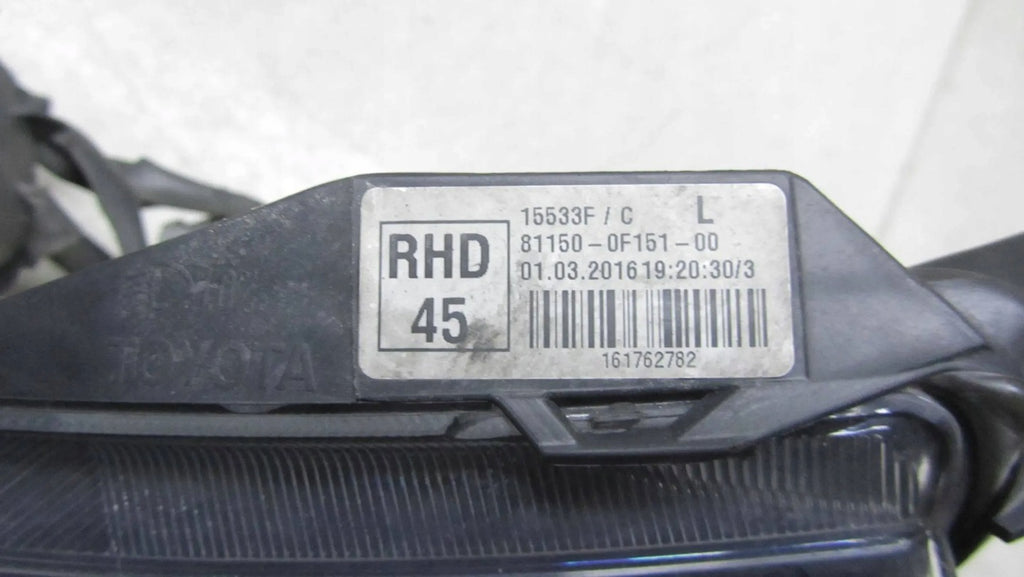 15533F / C L
RHD 81150-0F151-00
45 01.03.2016 19:20:30/3
161762782
TOYOTA